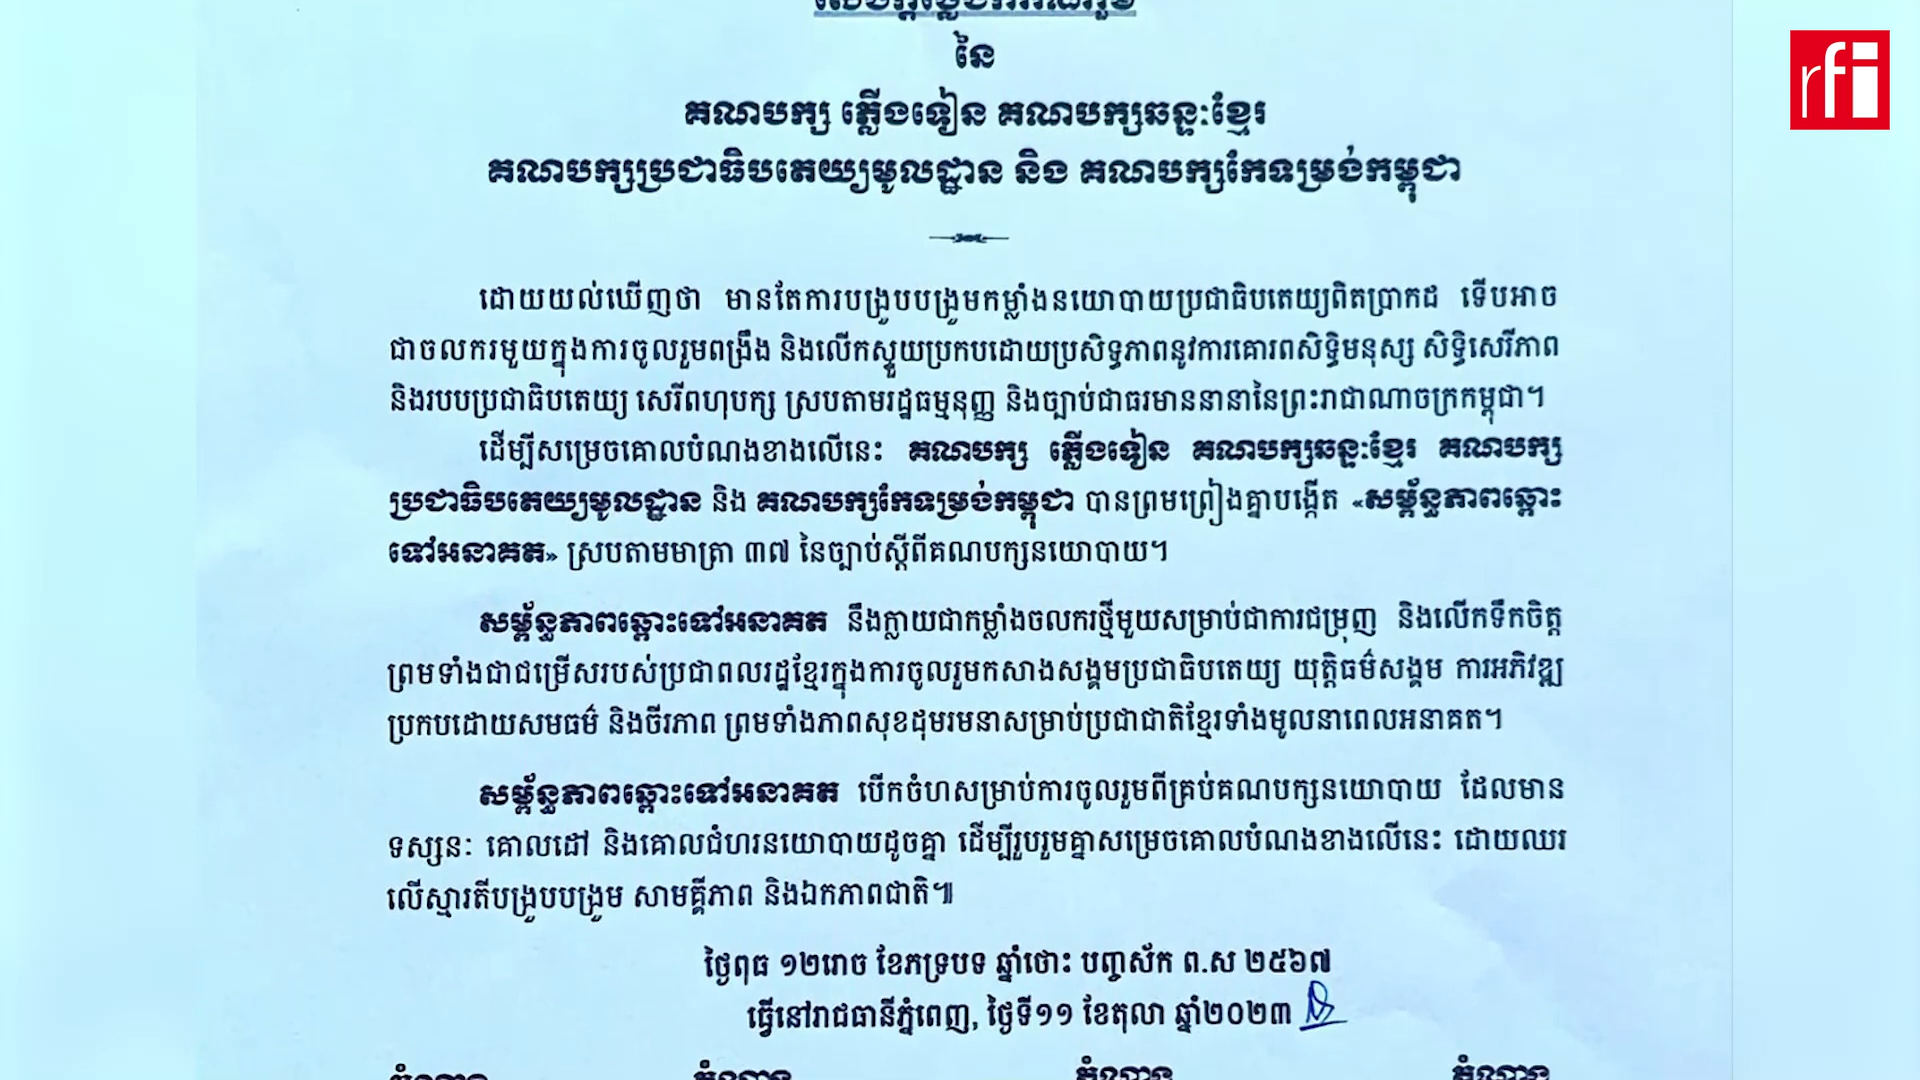 នៃ
គណបក្ស ភ្លើងទៀន គណបក្សឆន្ទៈខ្មែរ
គណបក្សប្រជាធិបតេយ្យមូលដ្ឋាន និង គណបក្សកែទម្រង់កម្ពុជា
rfi
ដោយយល់ឃើញថា មានតែការបង្រួបបង្រួមកម្លាំងនយោបាយប្រជាធិបតេយ្យពិតប្រាកដ ទើបអាច
ជាចលករមួយក្នុងការចូលរួមពង្រឹង និងលើកស្ទួយប្រកបដោយប្រសិទ្ធភាពនូវការគោរពសិទ្ធិមនុស្ស សិទ្ធិសេរីភាព
និងរបបប្រជាធិបតេយ្យ សេរីពហុបក្ស ស្របតាមរដ្ឋធម្មនុញ្ញ និងច្បាប់ជាធរមាននានានៃព្រះរាជាណាចក្រកម្ពុជា។
ដើម្បីសម្រេចគោលបំណងខាងលើនេះ គណបក្ស ភ្លើងទៀន គណបក្សឆន្ទៈខ្មែរ គណបក្ស
ប្រជាធិបតេយ្យមូលដ្ឋាន និង គណបក្សកែទម្រង់កម្ពុជា បានព្រមព្រៀងគ្នាបង្កើត «សម្ព័ន្ធភាពឆ្ពោះ
ទៅអនាគត» ស្របតាមមាត្រា ៣៧ នៃច្បាប់ស្តីពីគណបក្សនយោបាយ។
សម្ព័ន្ធភាពឆ្ពោះទៅអនាគត នឹងក្លាយជាកម្លាំងចលករថ្មីមួយសម្រាប់ជាការជម្រុញ និងលើកទឹកចិត្ត
ព្រមទាំងជាជម្រើសរបស់ប្រជាពលរដ្ឋខ្មែរក្នុងការចូលរួមកសាងសង្គមប្រជាធិបតេយ្យ យុត្តិធម៌សង្គម ការអភិវឌ្ឍ
ប្រកបដោយសមធម៌ និងចីរភាព ព្រមទាំងភាពសុខដុមរមនាសម្រាប់ប្រជាជាតិខ្មែរទាំងមូលនាពេលអនាគត។
សម្ព័ន្ធភាពឆ្ពោះទៅអនាគត បើកចំហសម្រាប់ការចូលរួមពីគ្រប់គណបក្សនយោបាយ ដែលមាន
ទស្សនៈ គោលដៅ និងគោលជំហរនយោបាយដូចគ្នា ដើម្បីរួបរួមគ្នាសម្រេចគោលបំណងខាងលើនេះ ដោយឈរ
លើស្មារតីបង្រួបបង្រួម សាមគ្គីភាព និងឯកភាពជាតិ៕
ថ្ងៃពុធ ១២រោច ខែភទ្របទ ឆ្នាំថោះ បញ្ចស័ក ព.ស ២៥៦៧
ធ្វើនៅរាជធានីភ្នំពេញ, ថ្ងៃទី១១ ខែតុលា ឆ្នាំ២០២៣